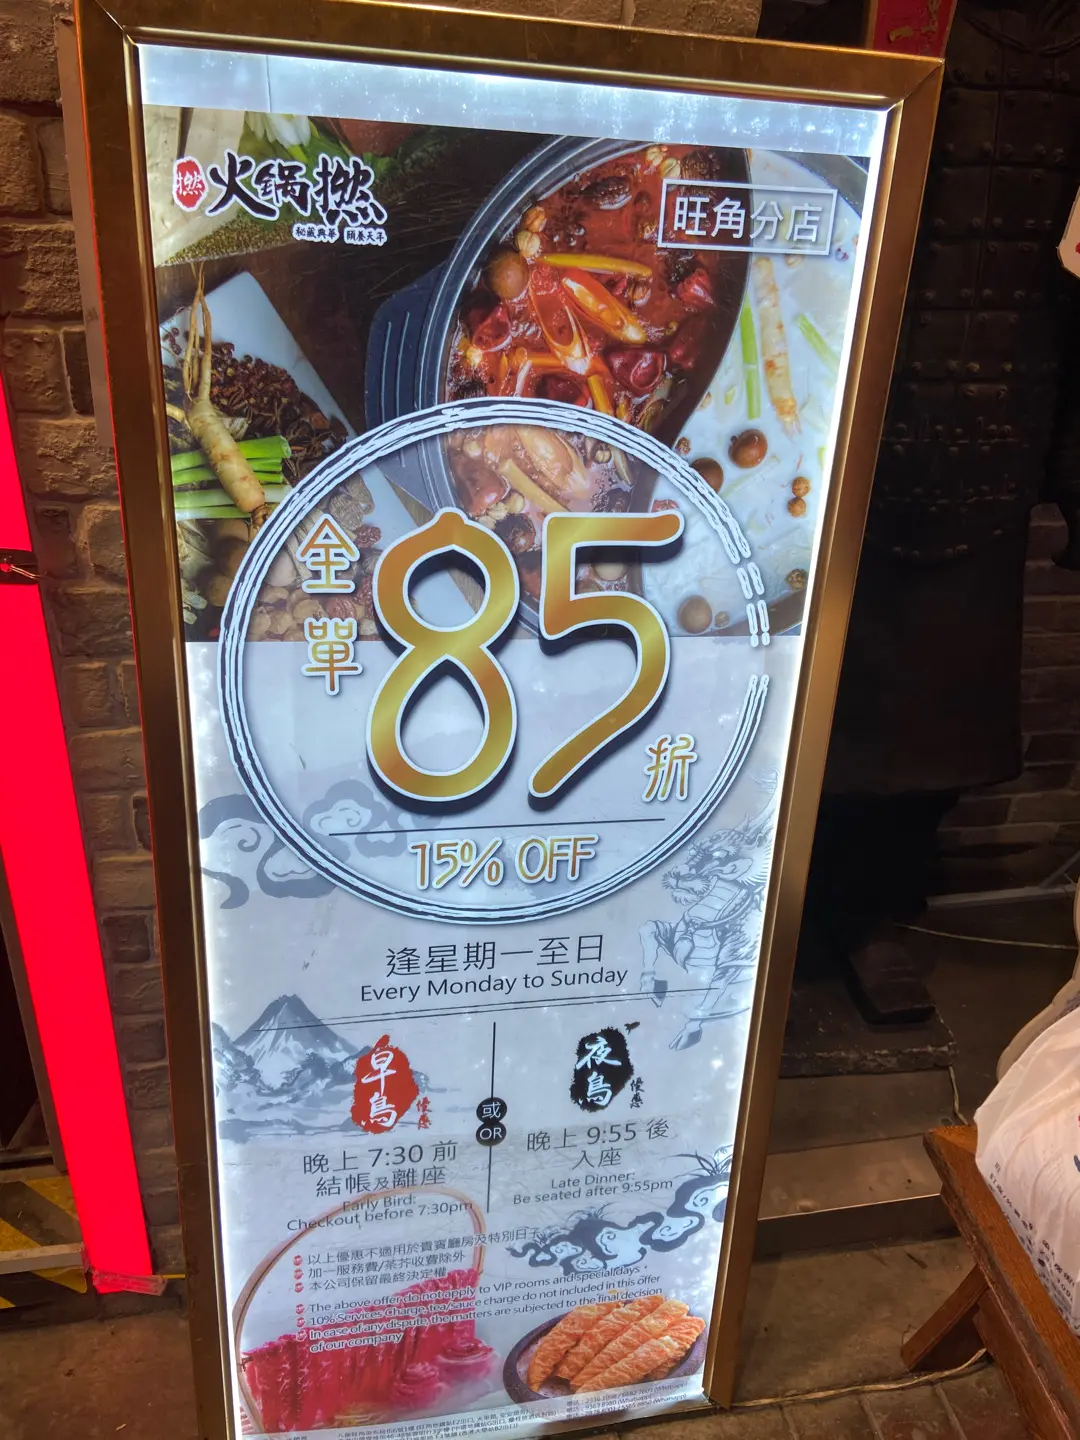 撚 火鍋撚
秘藏與華 頤養天年
旺角分店
全單
85
折
15% OFF
逢星期一至日
Every Monday to Sunday
早鳥
優惠
晚上 7:30 前
結帳及離座
Early Bird:
Checkout before 7:30pm
或
OR
夜鳥
優惠
晚上 9:55 後
入座
Late Dinner:
Be seated after 9:55pm
以上優惠不適用於貴賓廳房及特別日子
加一服務費/茶芥收費除外
本公司保留最終決定權
The above offer do not apply to VIP rooms and special days
10% Services Charge, tea/sauce charge do not included in this offer
In case of any dispute, the matters are subjected to the final decision
of our company